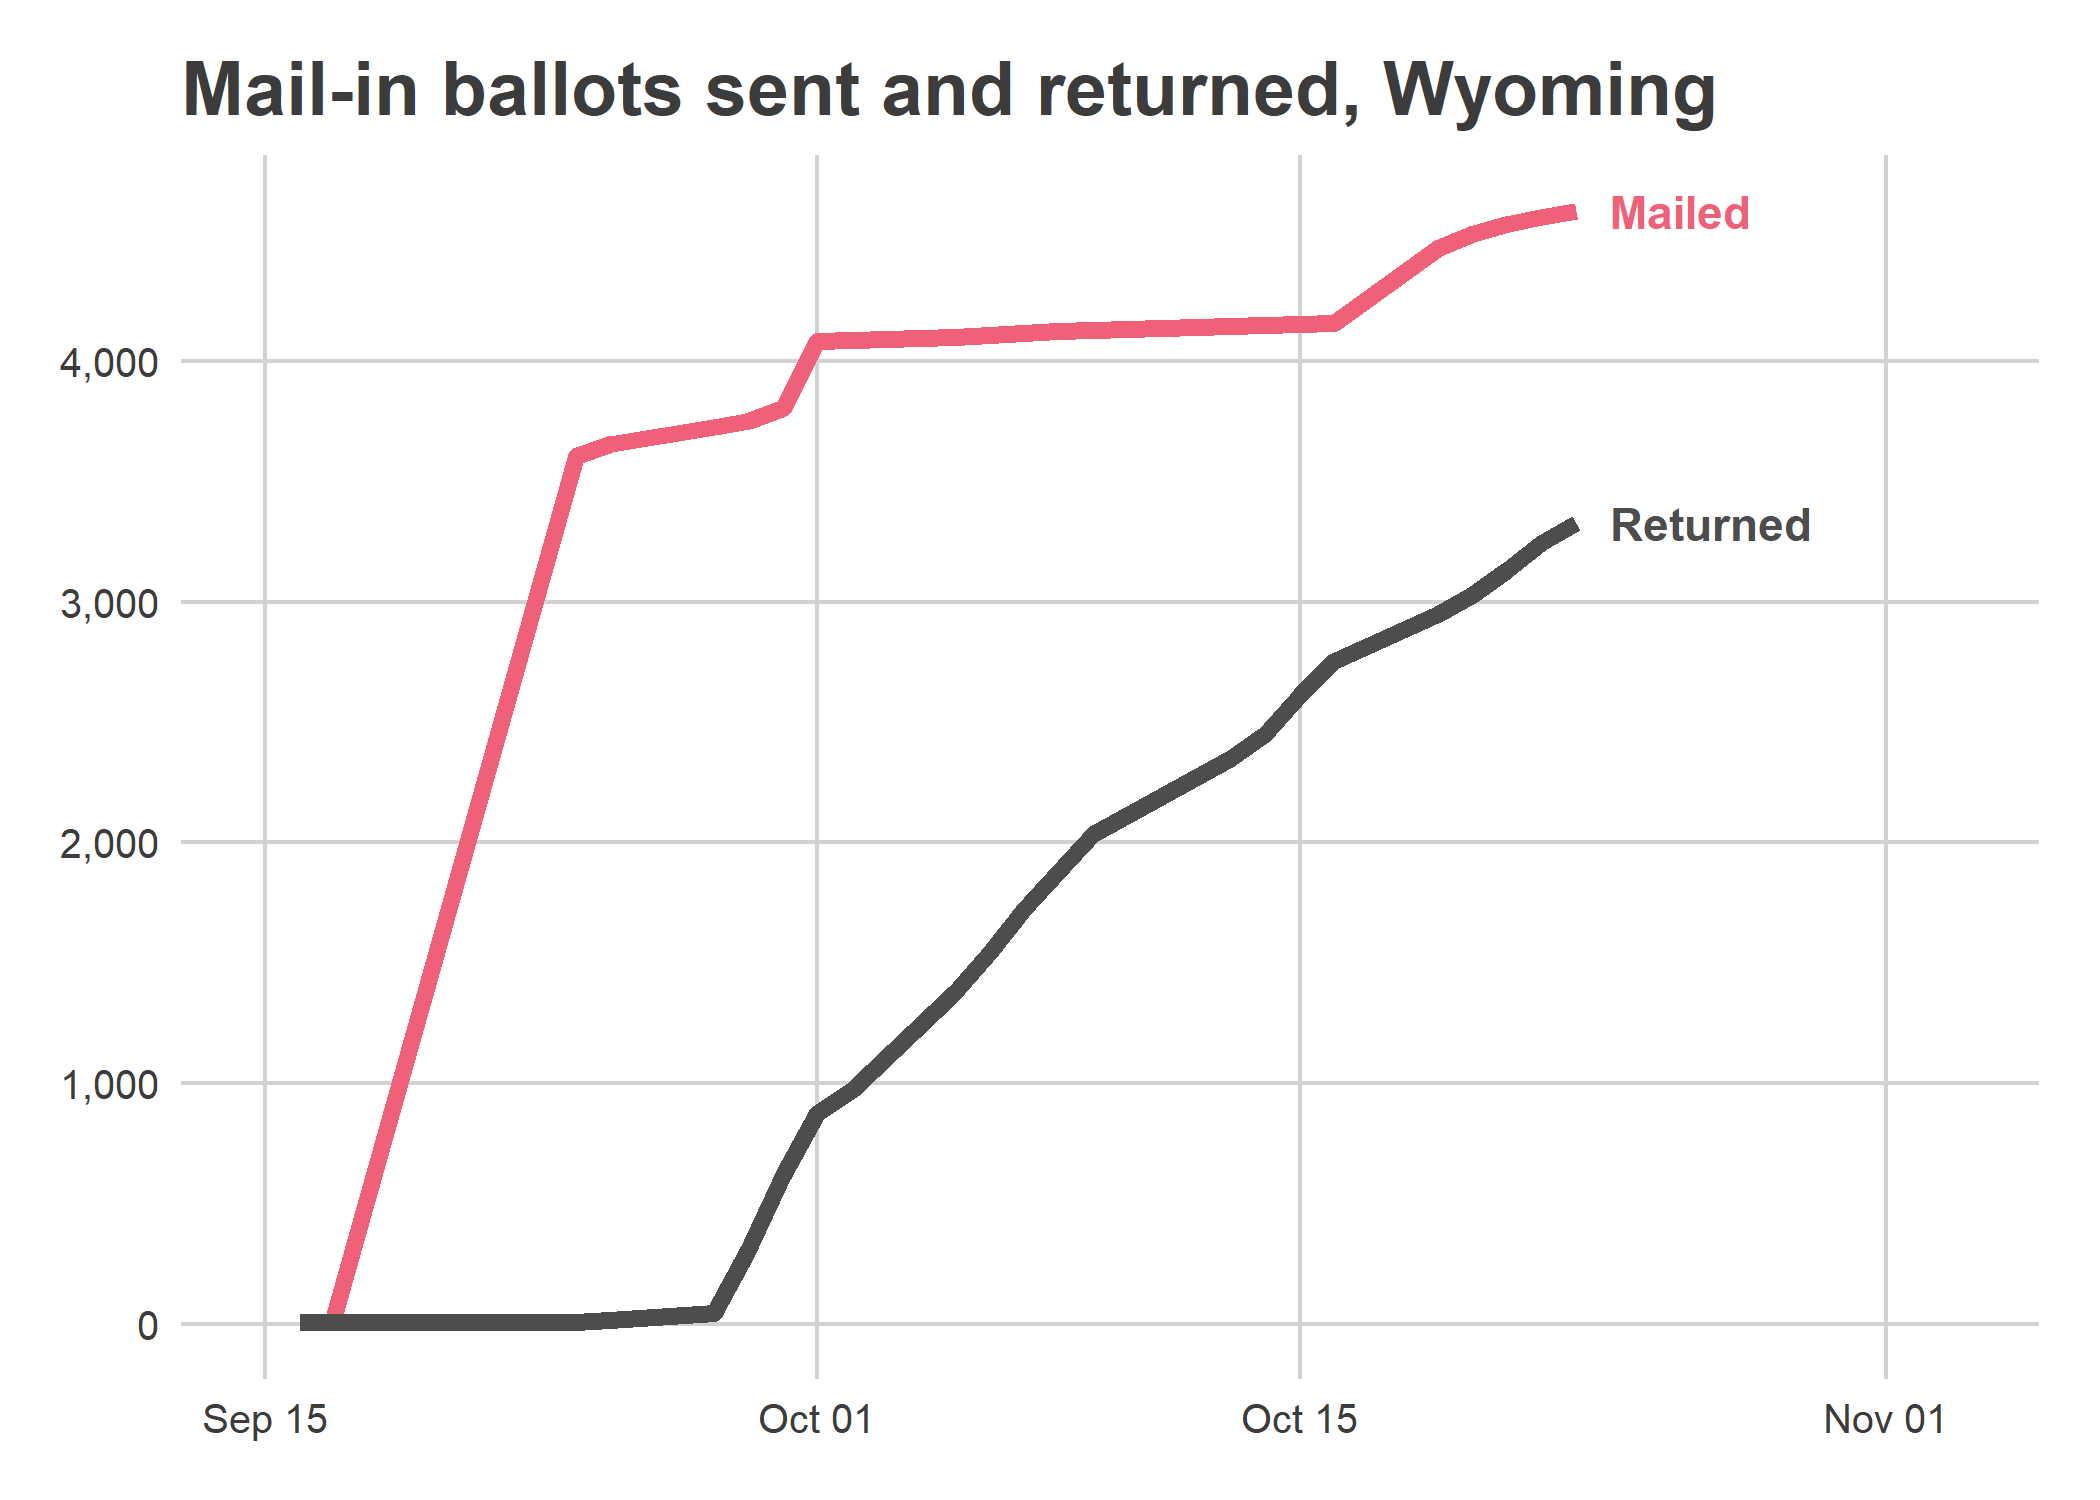 Mail-in ballots sent and returned, Wyoming
Mailed
Returned
4,000
3,000
2,000
1,000
0
Sep 15
Oct 01
Oct 15
Nov 01